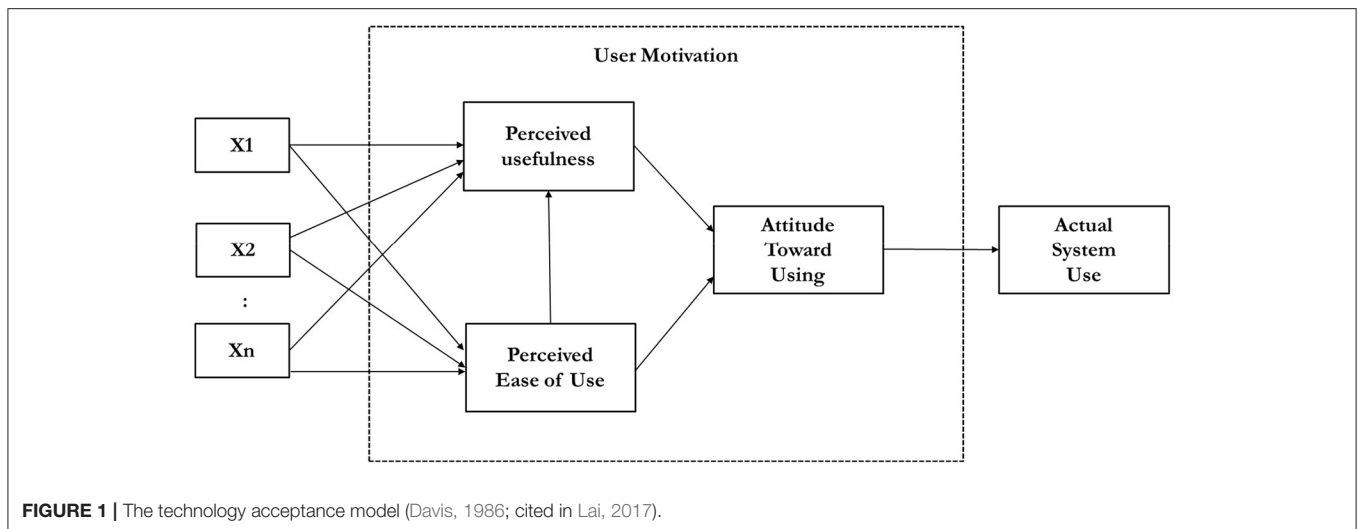 User Motivation
X1
Perceived
usefulness
X2
Attitude
Toward
Using
Actual
System
Use
:
Xn
Perceived
Ease of Use
FIGURE 1 | The technology acceptance model (Davis, 1986; cited in Lai, 2017).